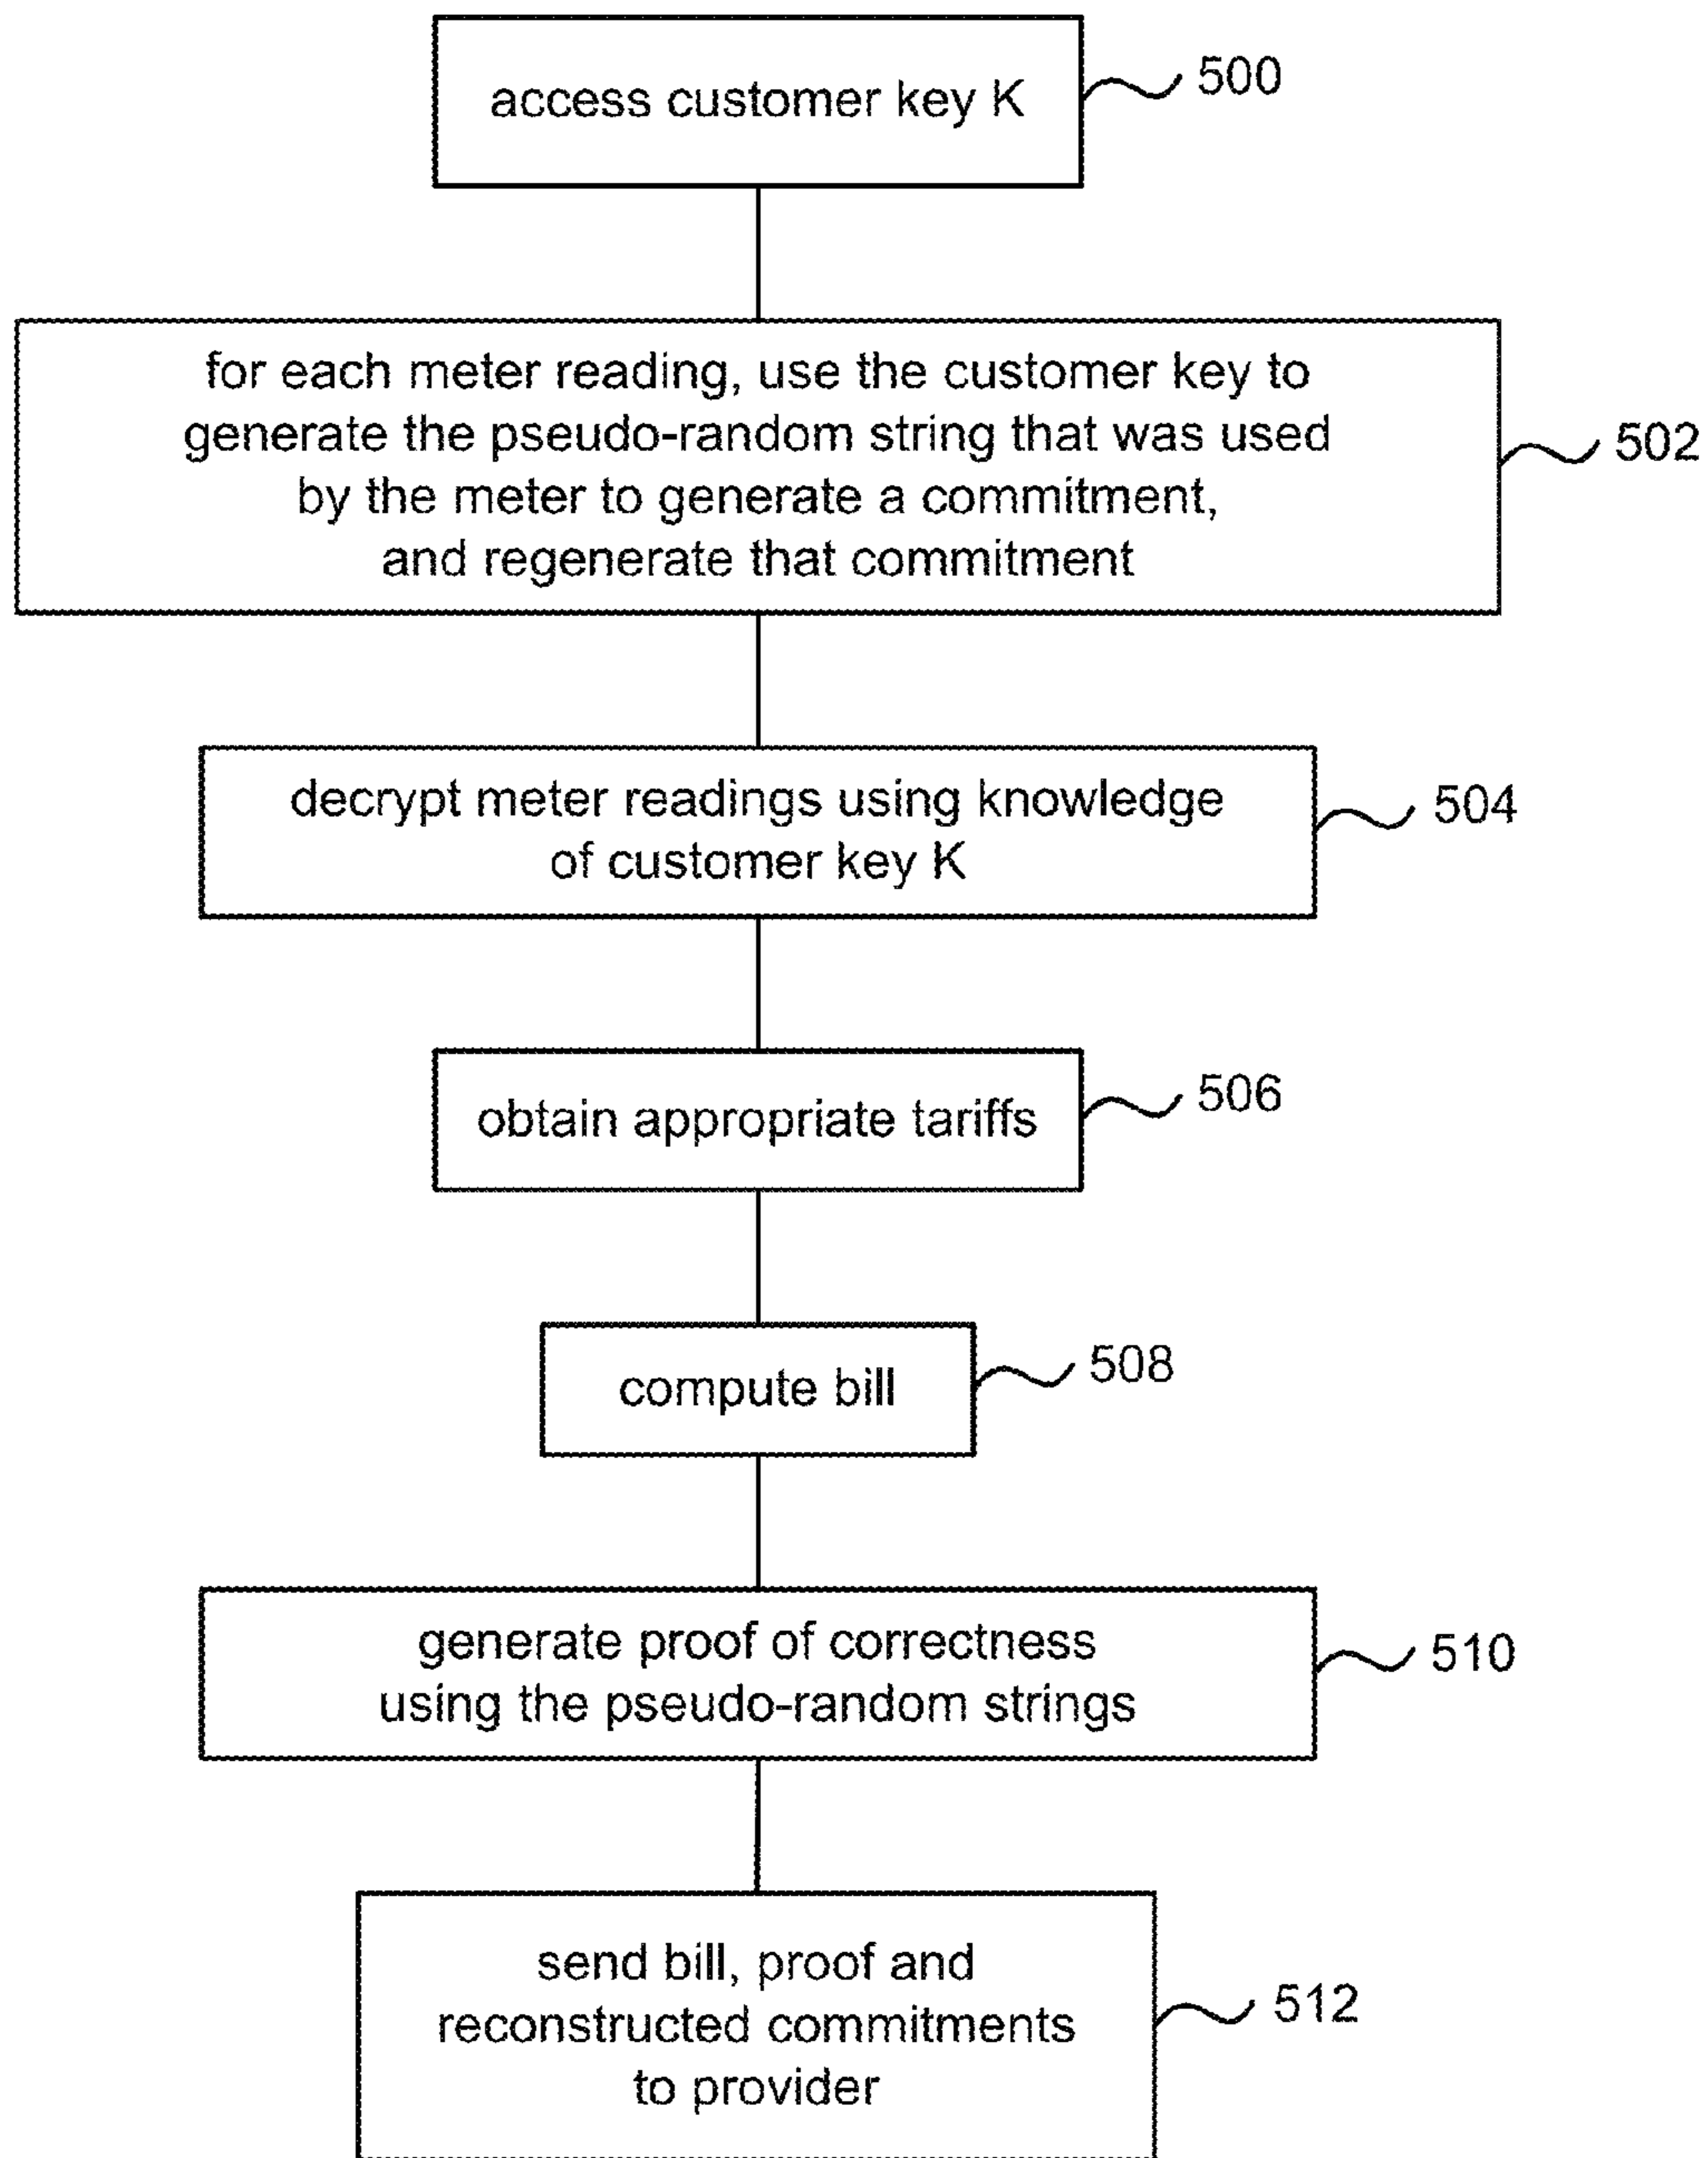 access customer key K
500
for each meter reading, use the customer key to
generate the pseudo-random string that was used
by the meter to generate a commitment,
and regenerate that commitment
502
decrypt meter readings using knowledge
of customer key K
504
obtain appropriate tariffs
506
compute bill
508
generate proof of correctness
using the pseudo-random strings
510
send bill, proof and
reconstructed commitments
to provider
512